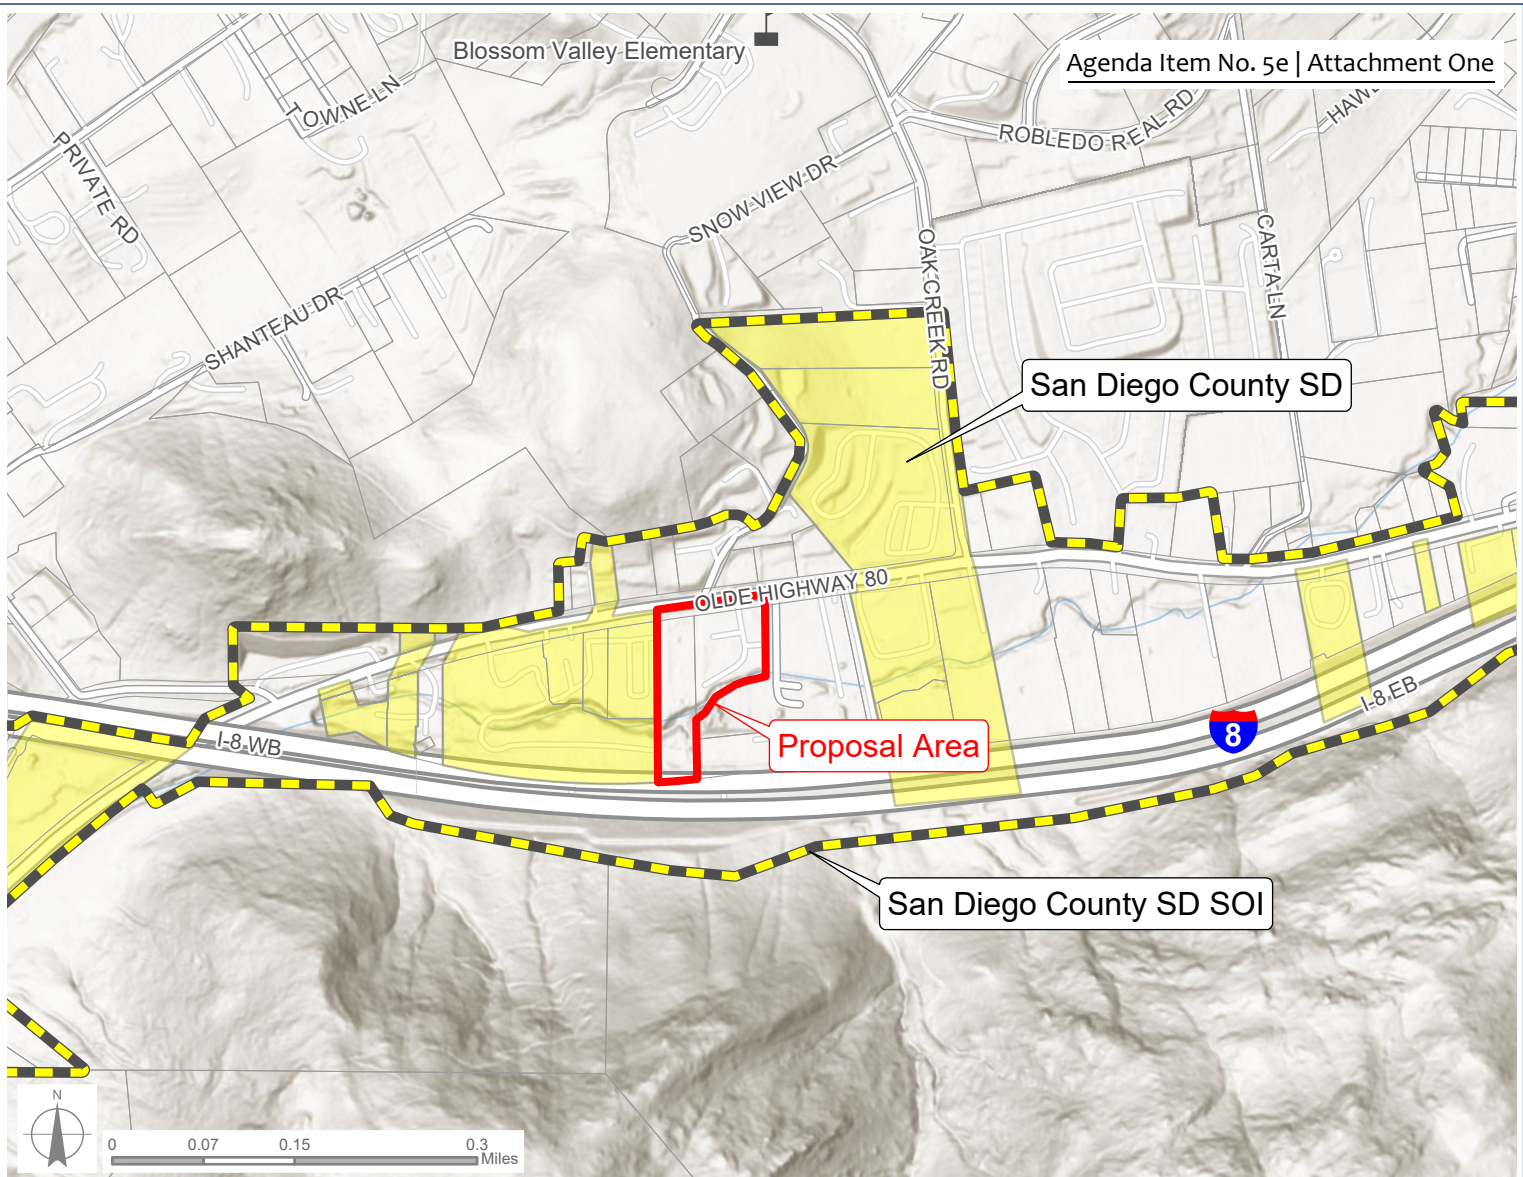 Blossom Valley Elementary
Agenda Item No. 5e | Attachment One
TOWNE LN
PRIVATE RD
ROBLEDO REAL RD
SNOW VIEW DR
OAK CREEK RD
CARTA LN
SHANTEAU DR
San Diego County SD
OLDE HIGHWAY 80
I-8 WB
Proposal Area
8
I-8 EB
San Diego County SD SOI
N
0 0.07 0.15 0.3
Miles